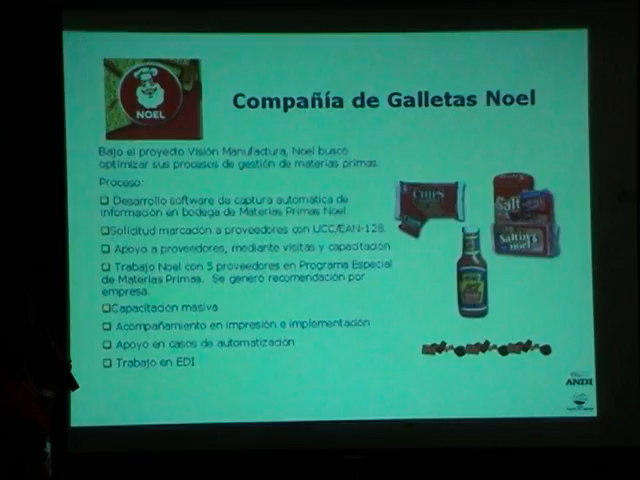 Compañía de Galletas Noel
NOEL
Bajo el proyecto Visión Manufactura, Noel buscó
optimizar sus procesos de gestión de materias primas.
Proceso:
❑ Desarrollo software de captura automática de
información en bodega de Materias Primas Noel
❑Solicitud marcación a proveedores con UCC/EAN-128.
❑ Apoyo a proveedores, mediante visitas y capacitación
❑ Trabajo Noel con 5 proveedores en Programa Especial
de Materias Primas. Se generó recomendación por
empresa.
❑Capacitación masiva
❑ Acompañamiento en impresión e implementación
❑ Apoyo en casos de automatización
❑ Trabajo en EDI
CHIPS
Salt
Saltines
noel
ANDI